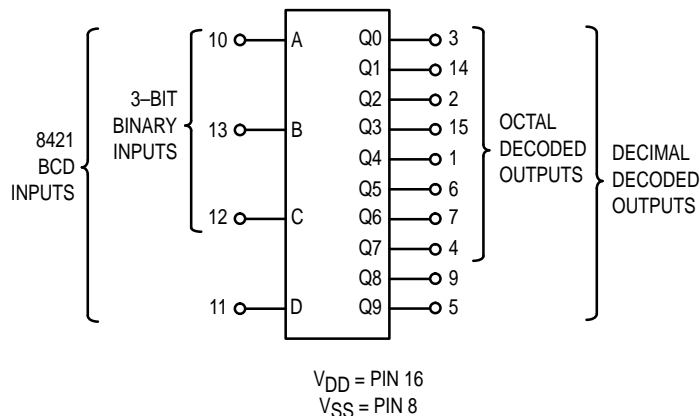 10 A Q0 3
Q1 14
3–BIT
BINARY
INPUTS
Q2 2
13 B Q3 15
OCTAL
DECODED
OUTPUTS
8421
BCD
INPUTS
Q4 1
DECIMAL
DECODED
OUTPUTS
Q5 6
12 C Q6 7
Q7 4
Q8 9
11 D Q9 5
VDD = PIN 16
VSS = PIN 8